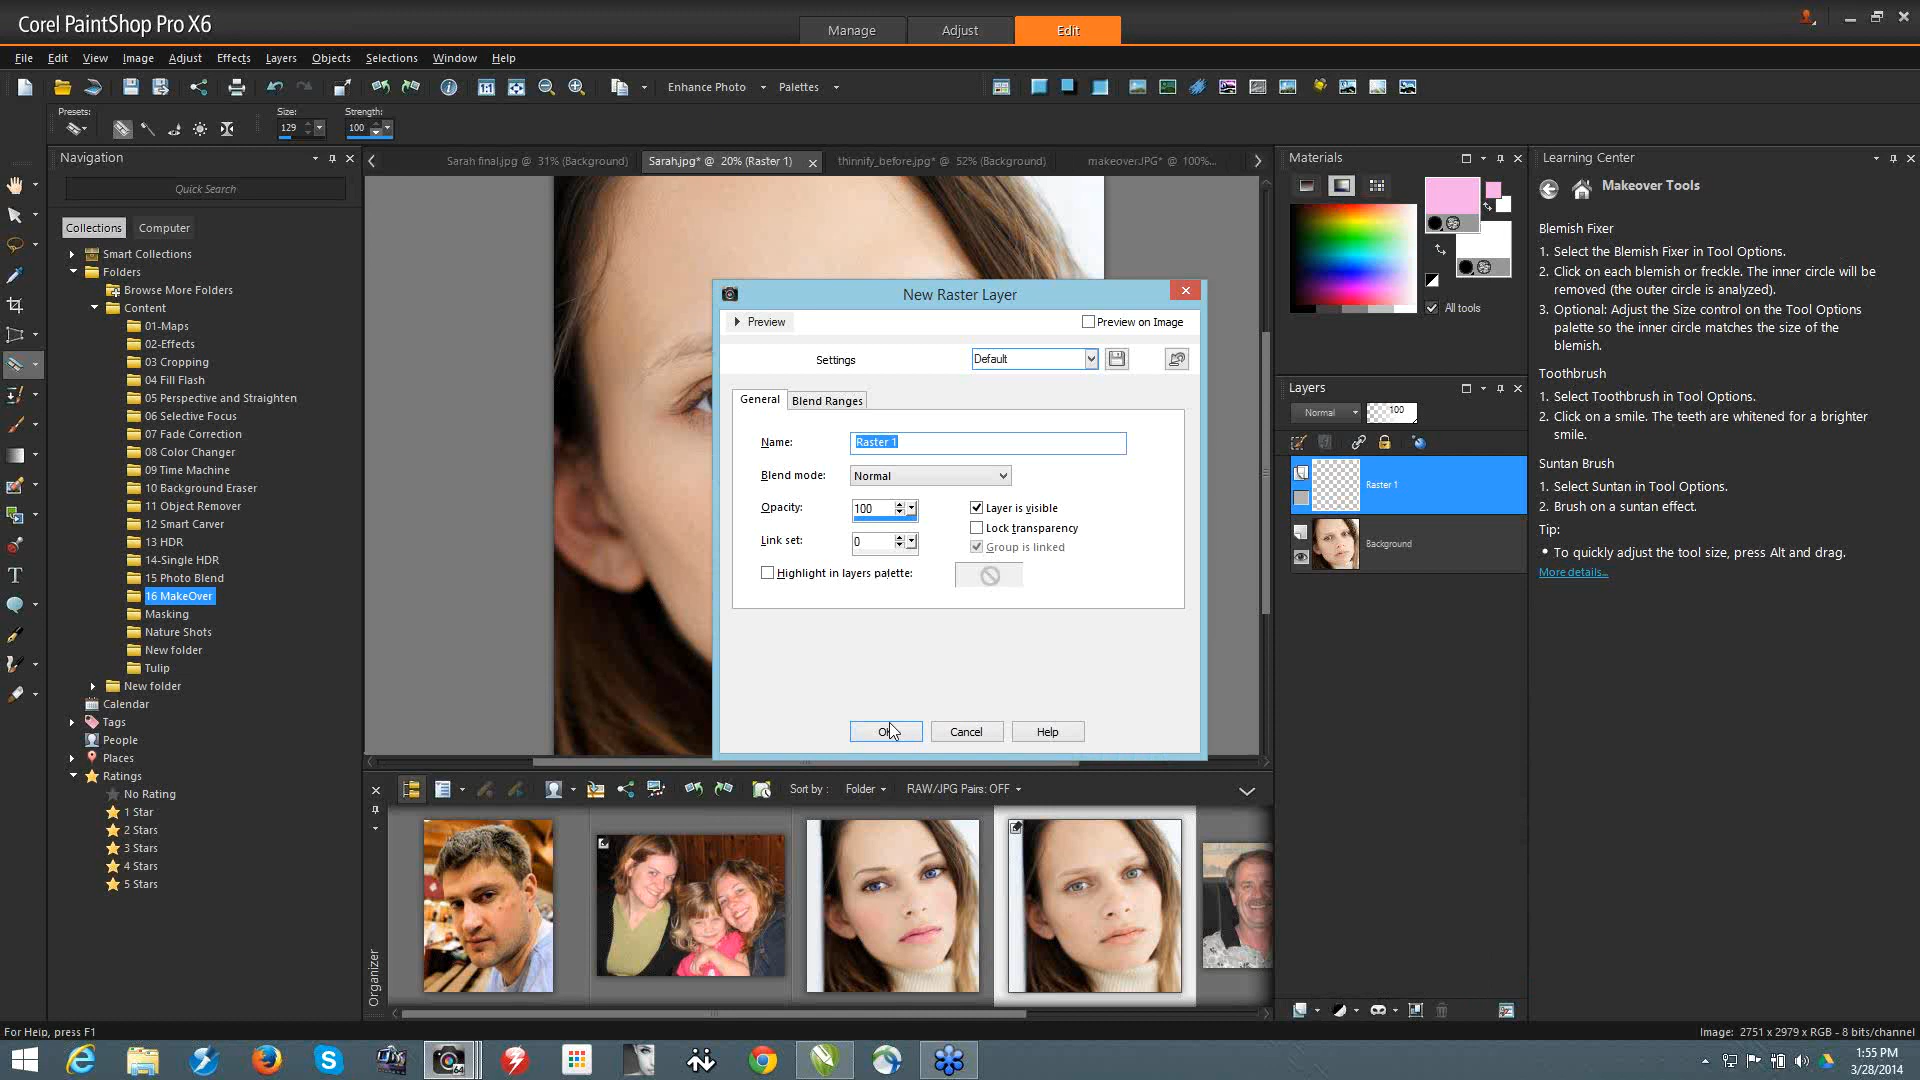 Corel PaintShop Pro X6
Manage
Adjust
Edit
File Edit View Image Adjust Effects Layers Objects Selections Window Help
Enhance Photo
Palettes
Presets:
Size:
129
Strength:
100
Navigation
Quick Search
Collections
Computer
Smart Collections
Folders
Browse More Folders
Content
01-Maps
02-Effects
03 Cropping
04 Fill Flash
05 Perspective and Straighten
06 Selective Focus
07 Fade Correction
08 Color Changer
09 Time Machine
10 Background Eraser
11 Object Remover
12 Smart Carver
13 HDR
14-Single HDR
15 Photo Blend
16 MakeOver
Masking
Nature Shots
New folder
Tulip
New folder
Calendar
Tags
People
Places
Ratings
No Rating
1 Star
2 Stars
3 Stars
4 Stars
5 Stars
Sarah final.jpg @ 31% (Background)
Sarah.jpg* @ 20% (Raster 1)
thinnify_before.jpg* @ 52% (Background)
makeover.JPG* @ 100%...
New Raster Layer
Preview
Preview on Image
Settings
Default
General
Blend Ranges
Name:
Raster 1
Blend mode:
Normal
Opacity:
100
Layer is visible
Lock transparency
Link set:
0
Group is linked
Highlight in layers palette:
OK
Cancel
Help
Organizer
Sort by :
Folder
RAW/JPG Pairs: OFF
Materials
All tools
Layers
Normal
100
Raster 1
Background
Learning Center
Makeover Tools
Blemish Fixer
1. Select the Blemish Fixer in Tool Options.
2. Click on each blemish or freckle. The inner circle will be
removed (the outer circle is analyzed).
3. Optional: Adjust the Size control on the Tool Options
palette so the inner circle matches the size of the
blemish.
Toothbrush
1. Select Toothbrush in Tool Options.
2. Click on a smile. The teeth are whitened for a brighter
smile.
Suntan Brush
1. Select Suntan in Tool Options.
2. Brush on a suntan effect.
Tip:
• To quickly adjust the tool size, press Alt and drag.
More details...
For Help, press F1
Image: 2751 x 2979 x RGB - 8 bits/channel
64
1:55 PM
3/28/2014